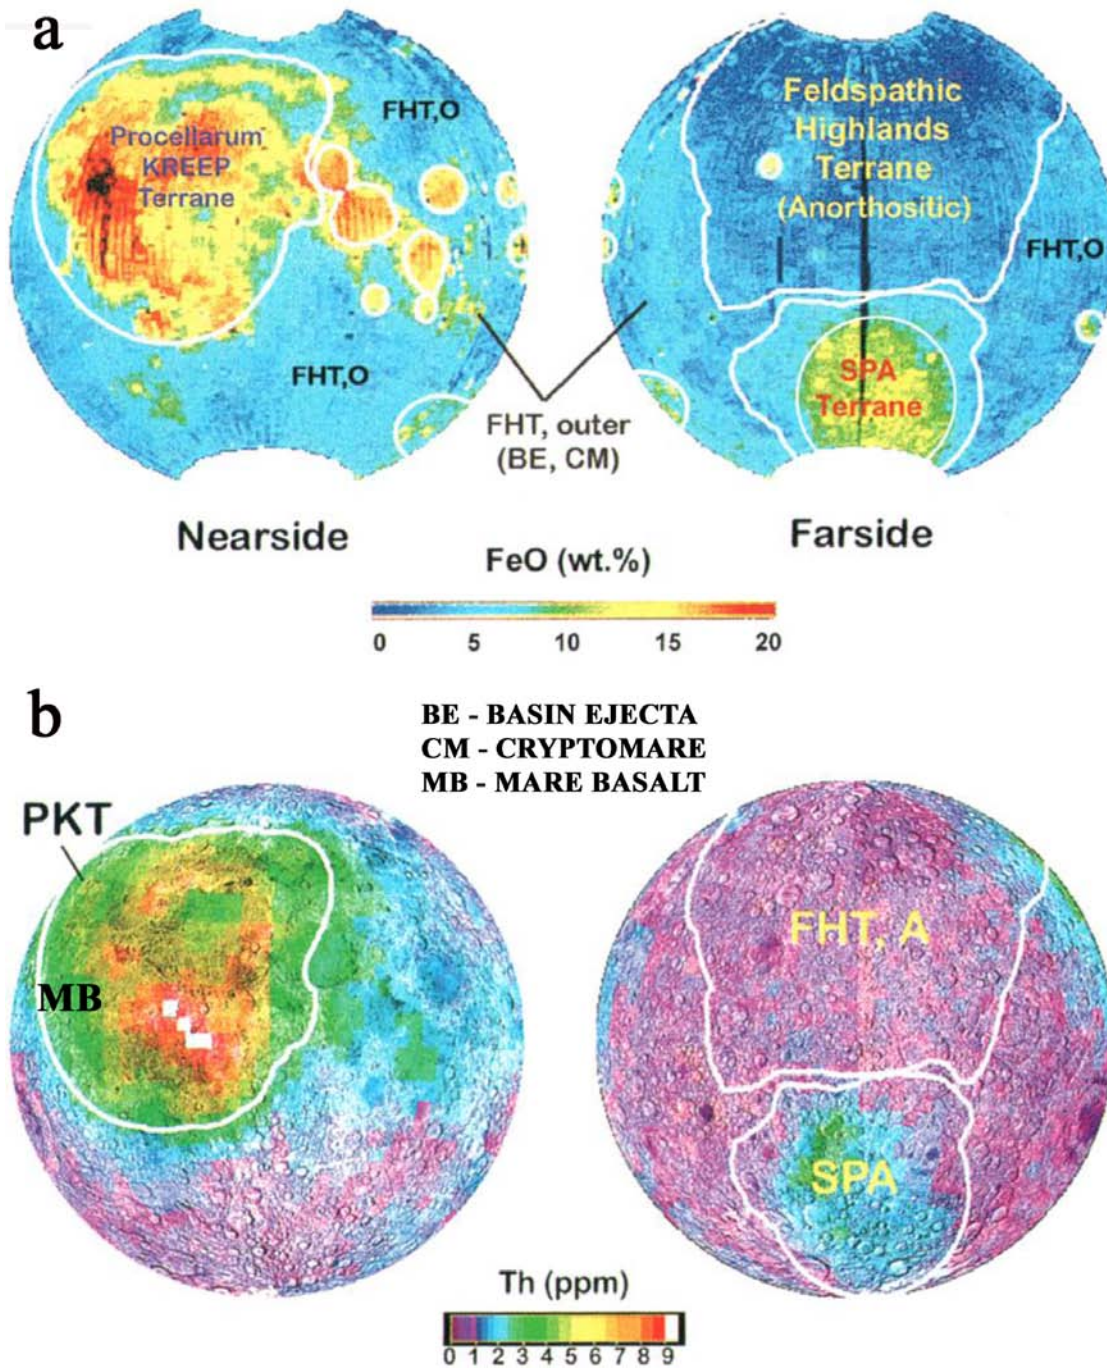 a
Procellarum
KREEP
Terrane
FHT,O
FHT,O
Feldspathic
Highlands
Terrane
(Anorthositic)
FHT,O
SPA
Terrane
FHT, outer
(BE, CM)
Nearside
Farside
FeO (wt.%)
0 5 10 15 20
b
BE - BASIN EJECTA
CM - CRYPTOMARE
MB - MARE BASALT
PKT
MB
FHT, A
SPA
Th (ppm)
0 1 2 3 4 5 6 7 8 9